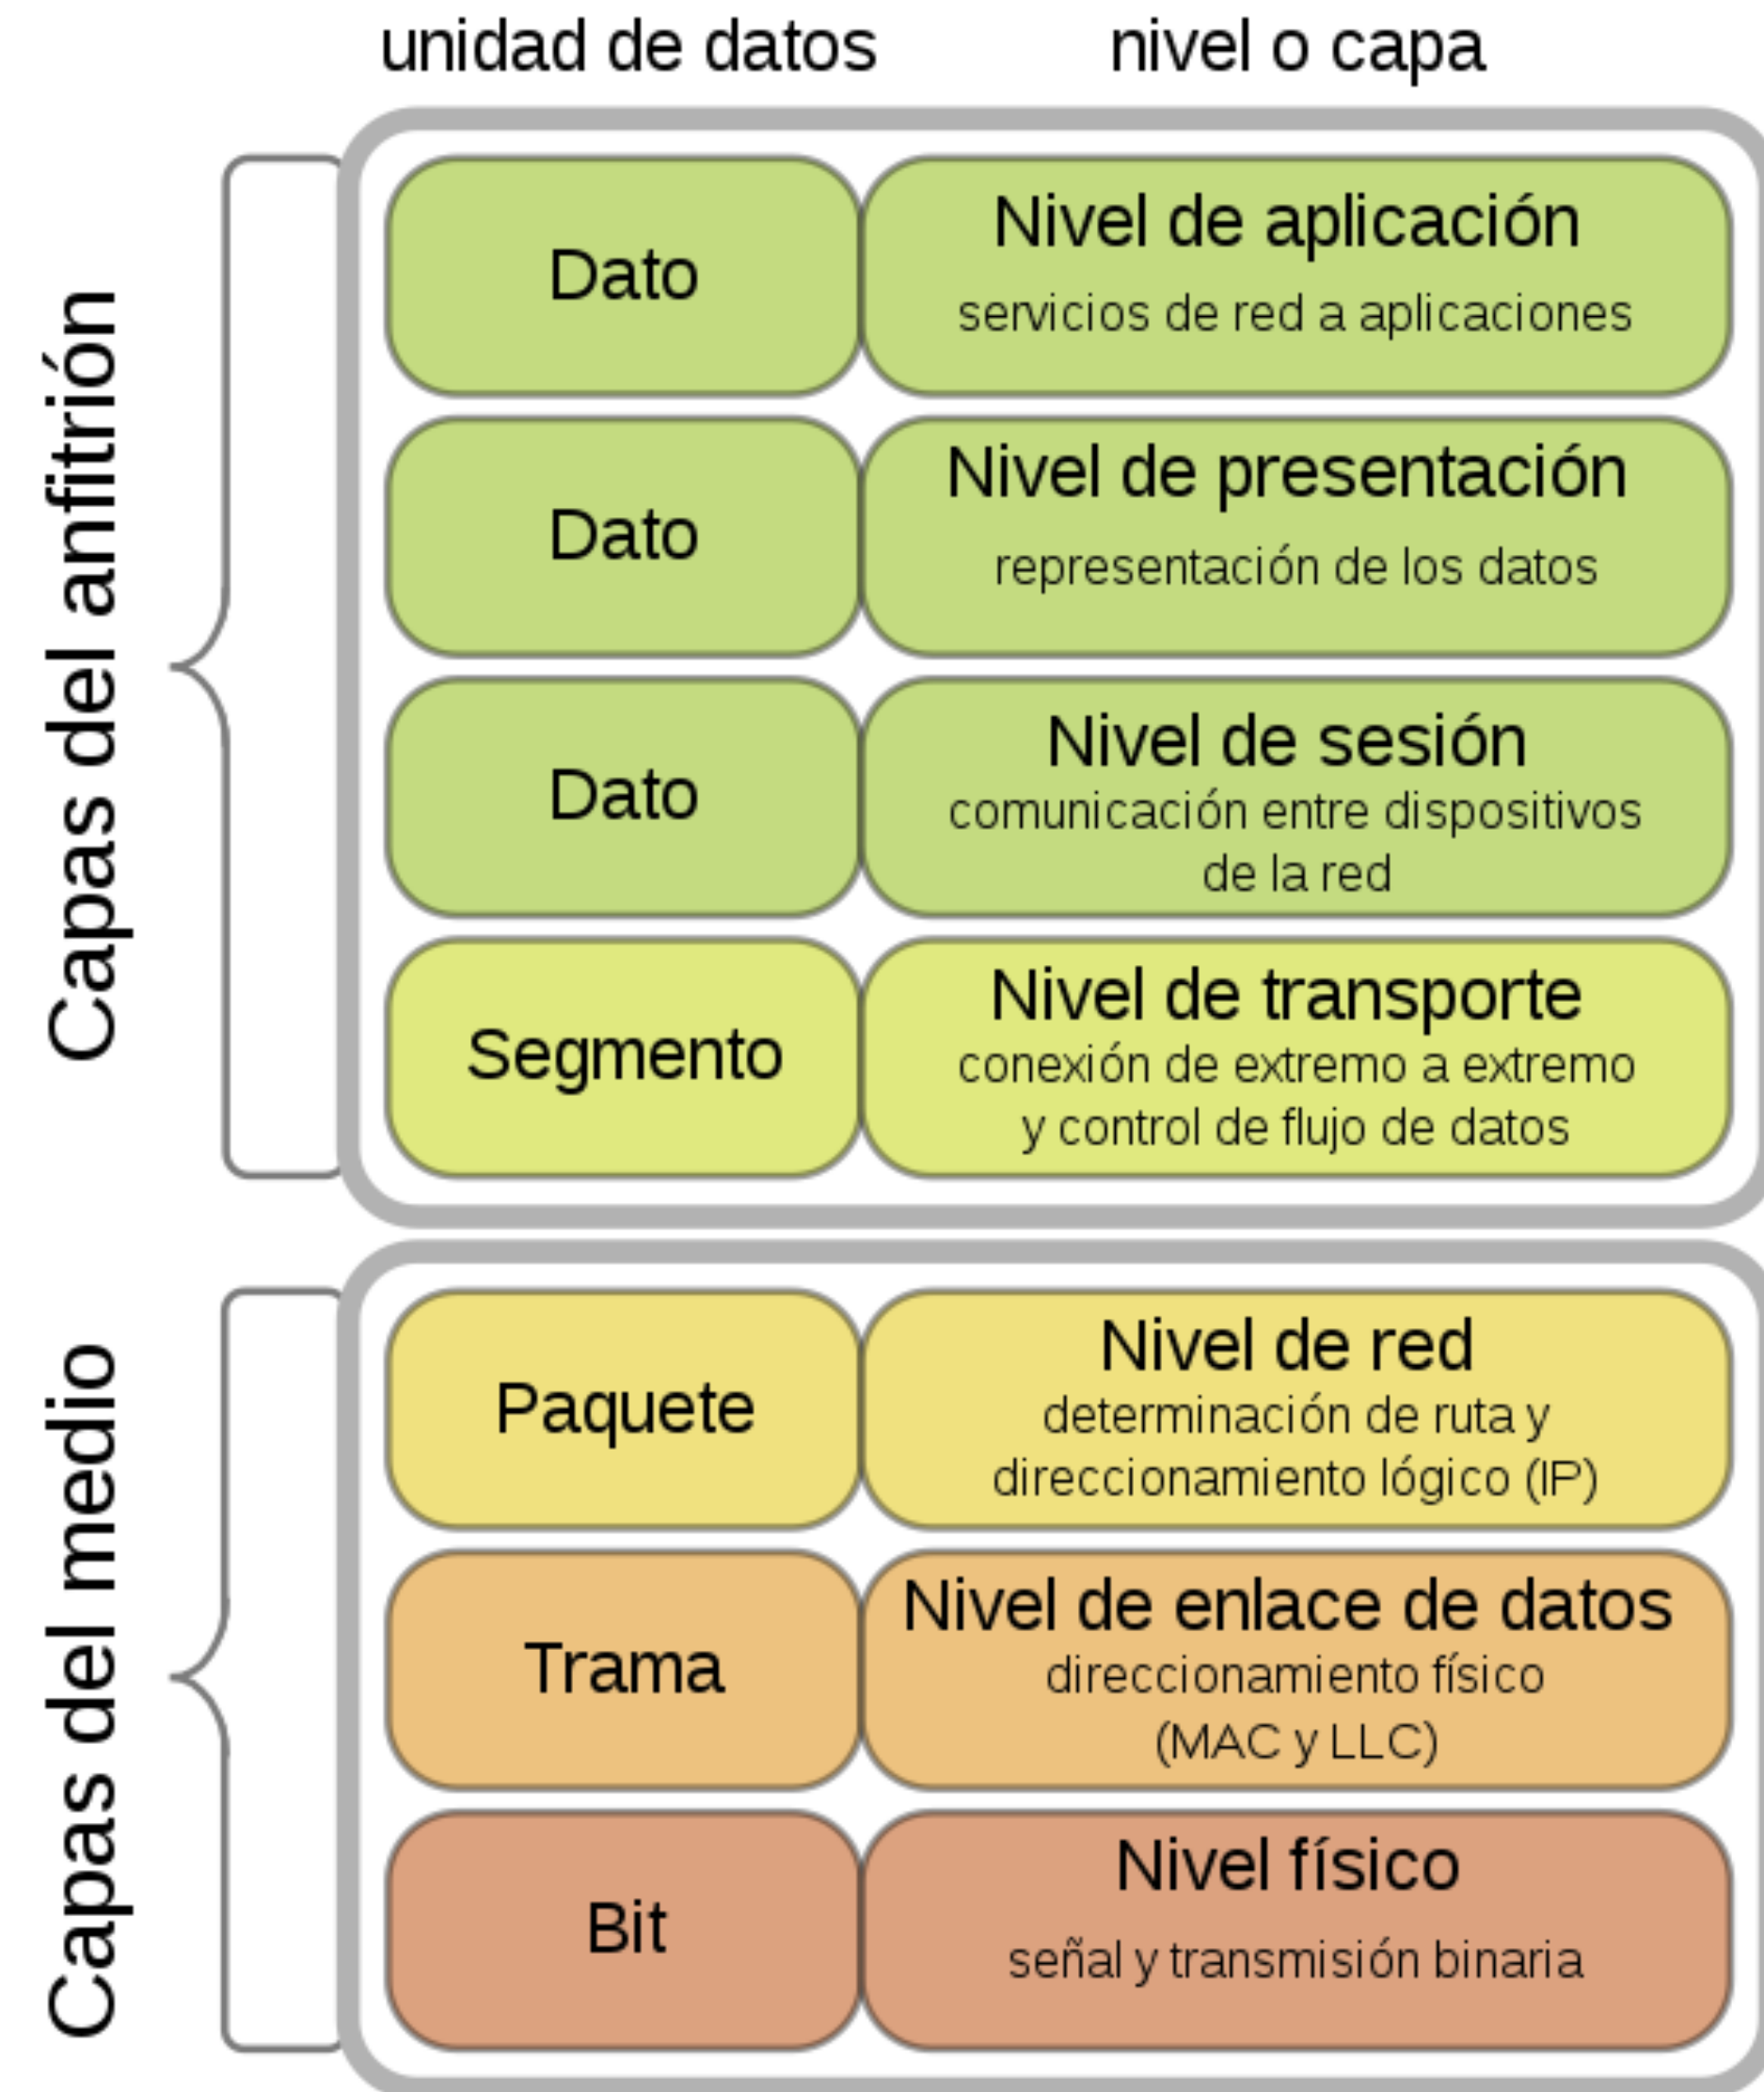 unidad de datos nivel o capa
Capas del anfitrión
Dato
Nivel de aplicación
servicios de red a aplicaciones
Dato
Nivel de presentación
representación de los datos
Dato
Nivel de sesión
comunicación entre dispositivos
de la red
Segmento
Nivel de transporte
conexión de extremo a extremo
y control de flujo de datos
Capas del medio
Paquete
Nivel de red
determinación de ruta y
direccionamiento lógico (IP)
Trama
Nivel de enlace de datos
direccionamiento físico
(MAC y LLC)
Bit
Nivel físico
señal y transmisión binaria